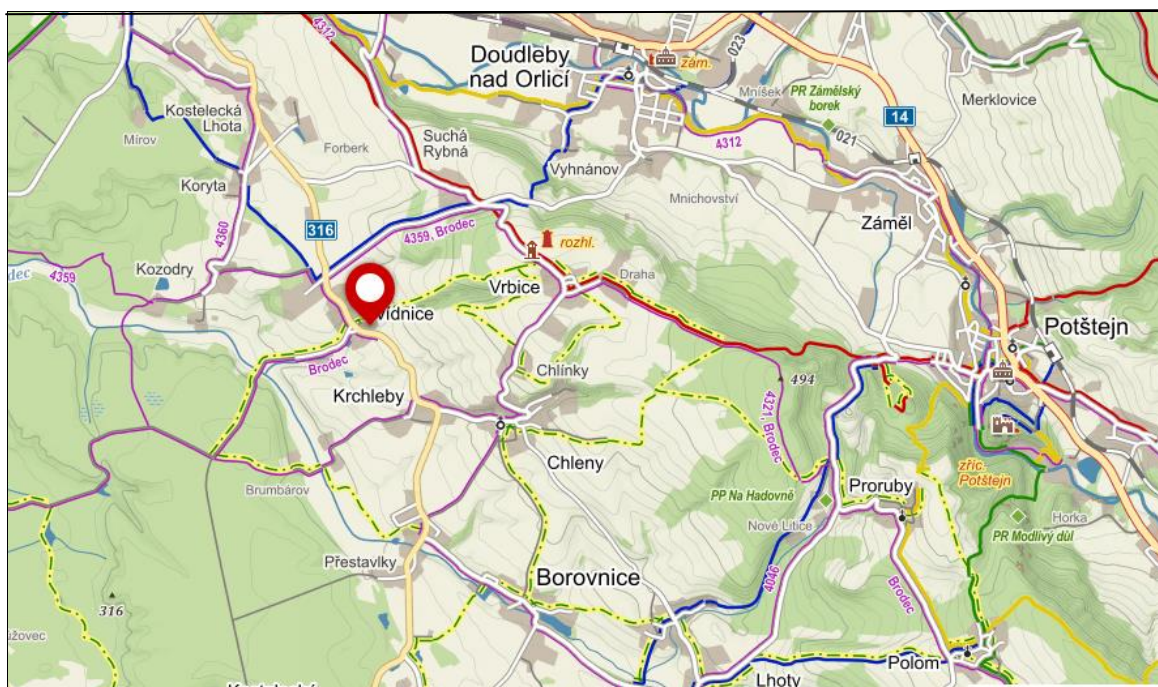 4312
Doudleby
nad Orlicí
zám.
023
Mníšek
PR Zámělský
borek
021
14
Merklovice
Kostelecká
Lhota
Mírov
Forberk
Suchá
Rybná
4312
Koryta
Vyhnánov
Mnichovství
316
4360
4359, Brodec
Záměl
4359
Kozodry
rozhl.
Vrbice
Draha
Potštejn
Brodec
Chlínky
494
Krchleby
4321, Brodec
Chleny
zříc.
Potštejn
Brumbárov
Proruby
PP Na Hadovně
Nové Litice
Horka
PR Modlivý důl
Přestavlky
Borovnice
4046
Brodec
316
Polom
Lhoty